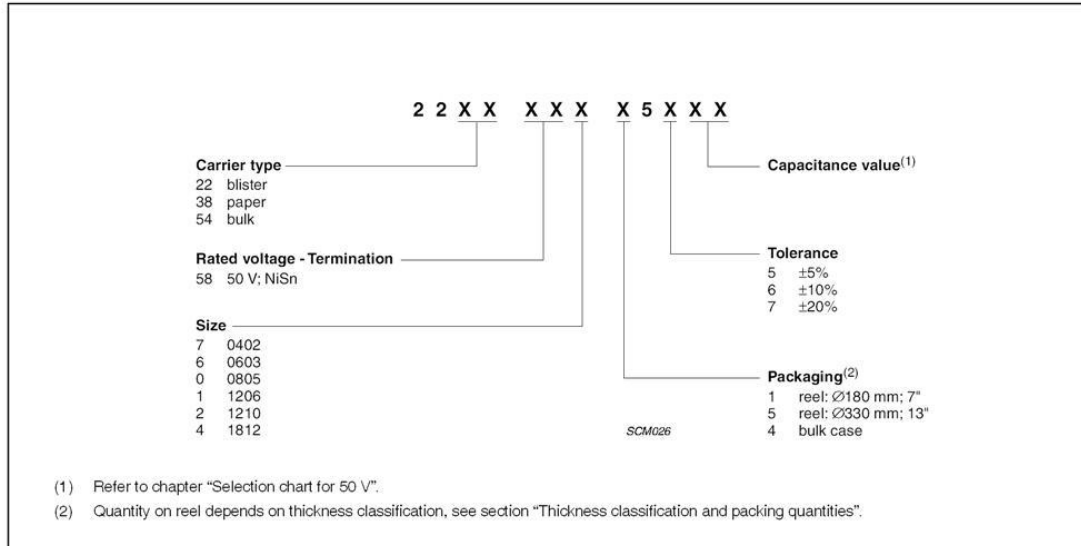 2 2 X X X X X X 5 X X X
Carrier type
22 blister
38 paper
54 bulk
Rated voltage - Termination
58 50 V; NiSn
Size
7 0402
6 0603
0 0805
1 1206
2 1210
4 1812
Capacitance value(1)
Tolerance
5 ±5%
6 ±10%
7 ±20%
Packaging(2)
1 reel: Ø180 mm; 7"
5 reel: Ø330 mm; 13"
4 bulk case
SCM026
(1) Refer to chapter “Selection chart for 50 V”.
(2) Quantity on reel depends on thickness classification, see section “Thickness classification and packing quantities”.